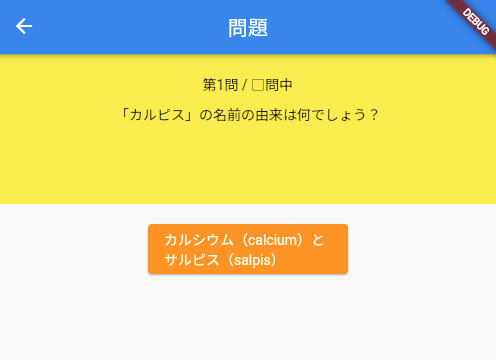 問題
DEBUG
第1問 / □問中
「カルピス」の名前の由来は何でしょう？
カルシウム（calcium）と
サルピス（salpis）